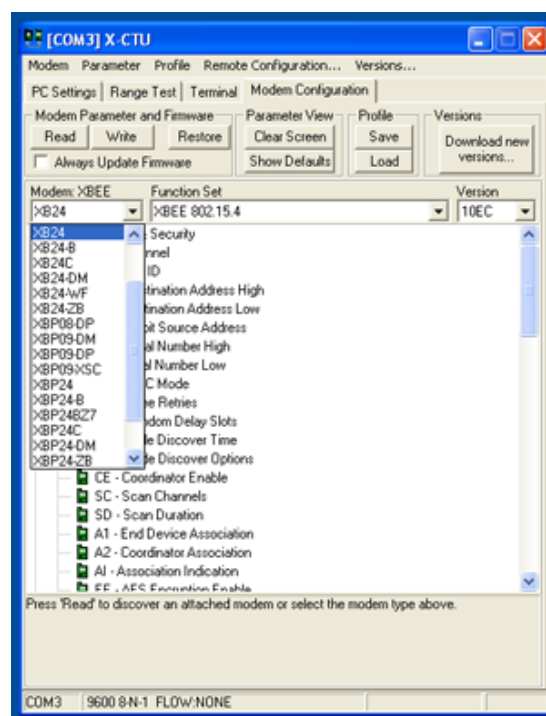 [COM3] X-CTU
Modem Parameter Profile Remote Configuration... Versions...
PC Settings Range Test Terminal Modem Configuration
Modem Parameter and Firmware Parameter View Profile Versions
Read Write Restore Clear Screen Save Download new versions...
Always Update Firmware Show Defaults Load
Modem: XBEE Function Set Version
XB24 XBEE 802.15.4 10EC
XB24 & Security
XB24-B nnel
XB24C ID
XB24-DM tination Address High
XB24-WF tination Address Low
XB24-ZB bit Source Address
XBP08-DP al Number High
XBP09-DM al Number Low
XBP09-DP C Mode
XBP09-XSC ee Retries
XBP24 dom Delay Slots
XBP24-B e Discover Time
XBP24BZ7 de Discover Options
XBP24C
XBP24-DM
XBP24-ZB
CE - Coordinator Enable
SC - Scan Channels
SD - Scan Duration
A1 - End Device Association
A2 - Coordinator Association
AI - Association Indication
EE - AES Encryption Enable
Press 'Read' to discover an attached modem or select the modem type above.
COM3 9600 8-N-1 FLOW:NONE